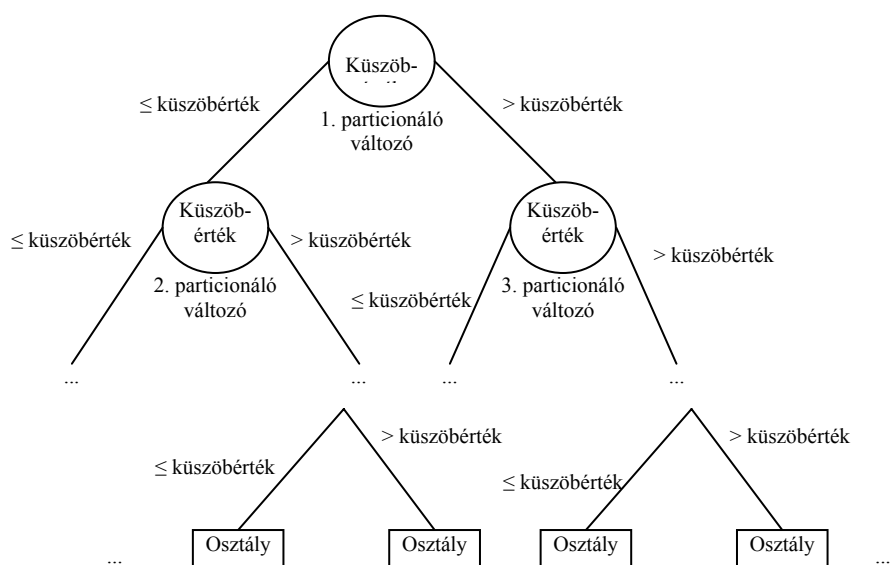 Küszöb-
≤ küszöbérték
> küszöbérték
1. particionáló
változó
Küszöb-
érték
Küszöb-
érték
≤ küszöbérték
> küszöbérték
> küszöbérték
2. particionáló
változó
≤ küszöbérték
3. particionáló
változó
...
...
...
...
> küszöbérték
> küszöbérték
≤ küszöbérték
≤ küszöbérték
Osztály
Osztály
Osztály
Osztály
...
...